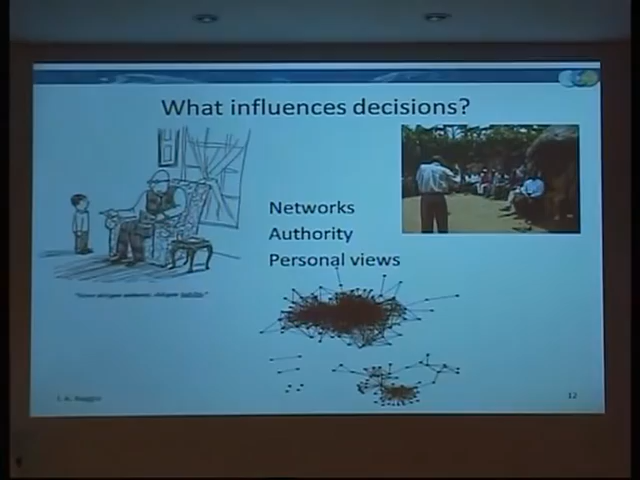 What influences decisions?
Networks
Authority
Personal views
12